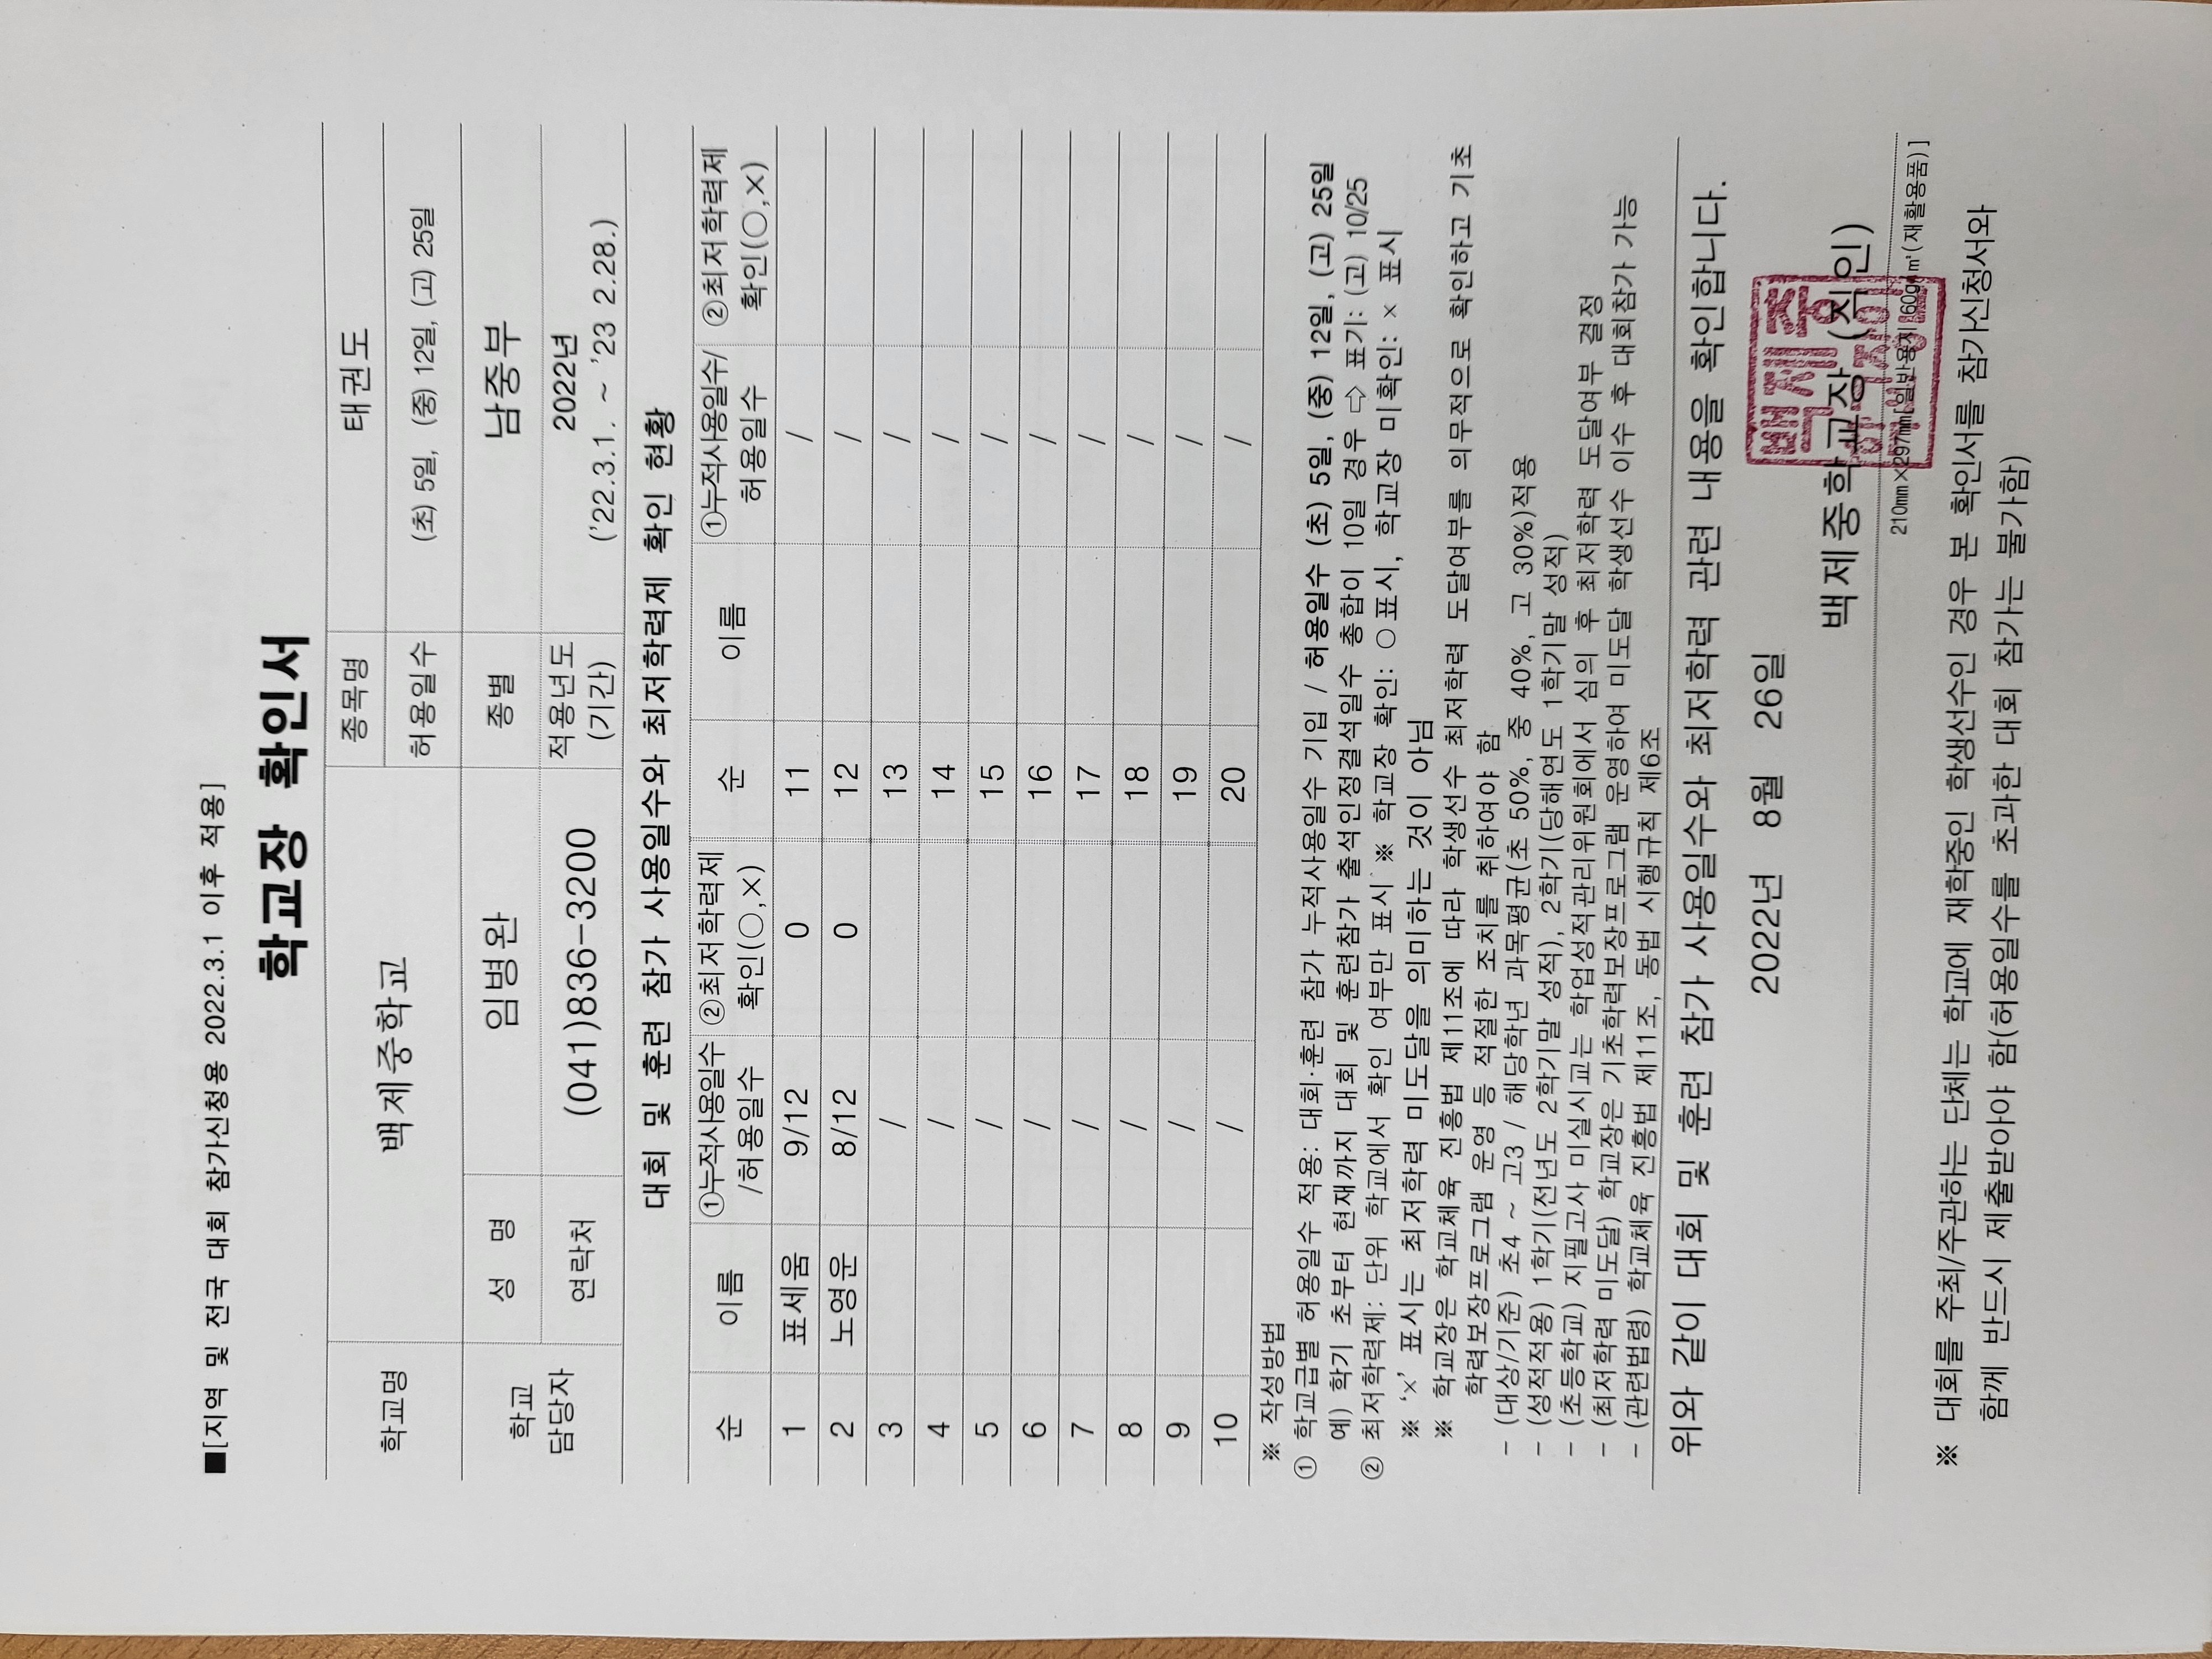 ■[지역 및 전국 대회 참가신청용 2022.3.1 이후 적용]
학교장 확인서
학교명 백제중학교 종목명 태권도
허용일수 (초) 5일, (중) 12일, (고) 25일
학교 담당자 성 명 임병완 종별 남중부
연락처 (041)836-3200 적용년도 (기간) 2022년 ('22.3.1. ~ '23 2.28.)
대회 및 훈련 참가 사용일수와 최저학력제 확인 현황
순 이름 ①누적사용일수 /허용일수 ②최저학력제 확인(○,×) 순 이름 ①누적사용일수/ 허용일수 ②최저학력제 확인(○,×)
1 표세움 9/12 0 11 /
2 노영운 8/12 0 12 /
3 / 13 /
4 / 14 /
5 / 15 /
6 / 16 /
7 / 17 /
8 / 18 /
9 / 19 /
10 / 20 /
※ 작성방법
① 학교급별 허용일수 적용: 대회·훈련 참가 누적사용일수 기입 / 허용일수 (초) 5일, (중) 12일, (고) 25일
예) 학기 초부터 현재까지 대회 및 훈련참가 출석인정결석일수 총합이 10일 경우 ⇨ 표기: (고) 10/25
② 최저학력제: 단위 학교에서 확인 여부만 표시 ※ 학교장 확인: ○표시, 학교장 미확인: × 표시
※ '×' 표시는 최저학력 미도달을 의미하는 것이 아님
※ 학교장은 학교체육 진흥법 제11조에 따라 학생선수 최저학력 도달여부를 의무적으로 확인하고 기초
학력보장프로그램 운영 등 적절한 조치를 취하여야 함
- (대상/기준) 초4 ~ 고3 / 해당학년 과목평균(초 50%, 중 40%, 고 30%)적용
- (성적적용) 1학기(전년도 2학기말 성적), 2학기(당해연도 1학기말 성적)
- (초등학교) 지필고사 미실시교는 학업성적관리위원회에서 심의 후 최저학력 도달여부 결정
- (최저학력 미도달) 학교장은 기초학력보장프로그램 운영하여 미도달 학생선수 이수 후 대회참가 가능
- (관련법령) 학교체육 진흥법 제11조, 동법 시행규칙 제6조
위와 같이 대회 및 훈련 참가 사용일수와 최저학력 관련 내용을 확인합니다.
2022년 8월 26일
백제중학교장 (직인)
210㎜×297㎜[일반용지 60g/㎡(재활용품)]
※ 대회를 주최/주관하는 단체는 학교에 재학중인 학생선수인 경우 본 확인서를 참가신청서와
함께 반드시 제출받아야 함(허용일수를 초과한 대회 참가는 불가함)